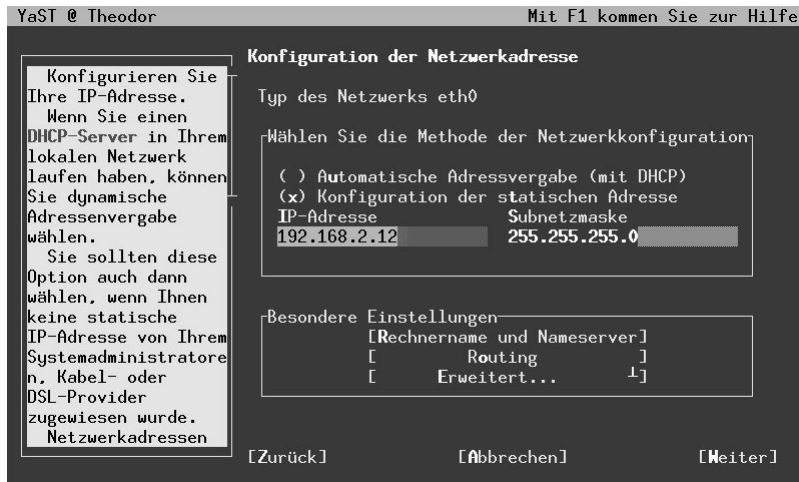 YaST @ Theodor
Mit F1 kommen Sie zur Hilfe
Konfigurieren Sie
Ihre IP-Adresse.
Wenn Sie einen
DHCP-Server in Ihrem
lokalen Netzwerk
laufen haben, können
Sie dynamische
Adressenvergabe
wählen.
Sie sollten diese
Option auch dann
wählen, wenn Ihnen
keine statische
IP-Adresse von Ihrem
Systemadministratore
n, Kabel- oder
DSL-Provider
zugewiesen wurde.
Netzwerkadressen
Konfiguration der Netzwerkadresse
Typ des Netzwerks eth0
Wählen Sie die Methode der Netzwerkkonfiguration
( ) Automatische Adressvergabe (mit DHCP)
(x) Konfiguration der statischen Adresse
IP-Adresse Subnetzmaske
192.168.2.12 255.255.255.0
Besondere Einstellungen
[Rechnername und Nameserver]
[ Routing ]
[ Erweitert... ]
[Zurück] [Abbrechen] [Weiter]